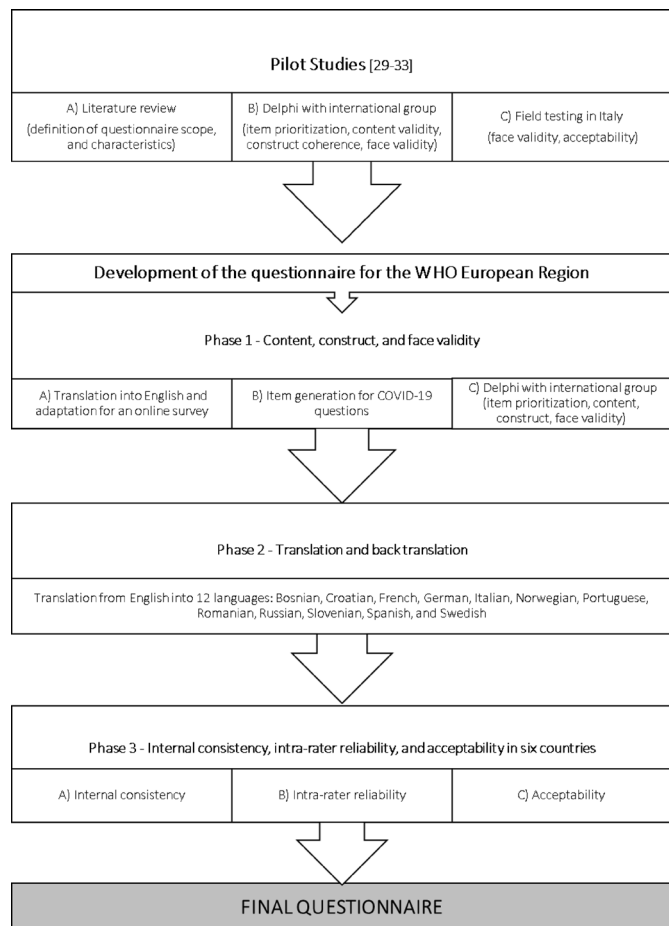 Pilot Studies [29-33]
A) Literature review
(definition of questionnaire scope,
and characteristics)
B) Delphi with international group
(item prioritization, content validity,
construct coherence, face validity)
C) Field testing in Italy
(face validity, acceptability)
Development of the questionnaire for the WHO European Region
Phase 1 - Content, construct, and face validity
A) Translation into English and
adaptation for an online survey
B) Item generation for COVID-19
questions
C) Delphi with international group
(item prioritization, content,
construct, face validity)
Phase 2 - Translation and back translation
Translation from English into 12 languages: Bosnian, Croatian, French, German, Italian, Norwegian, Portuguese,
Romanian, Russian, Slovenian, Spanish, and Swedish
Phase 3 - Internal consistency, intra-rater reliability, and acceptability in six countries
A) Internal consistency
B) Intra-rater reliability
C) Acceptability
FINAL QUESTIONNAIRE